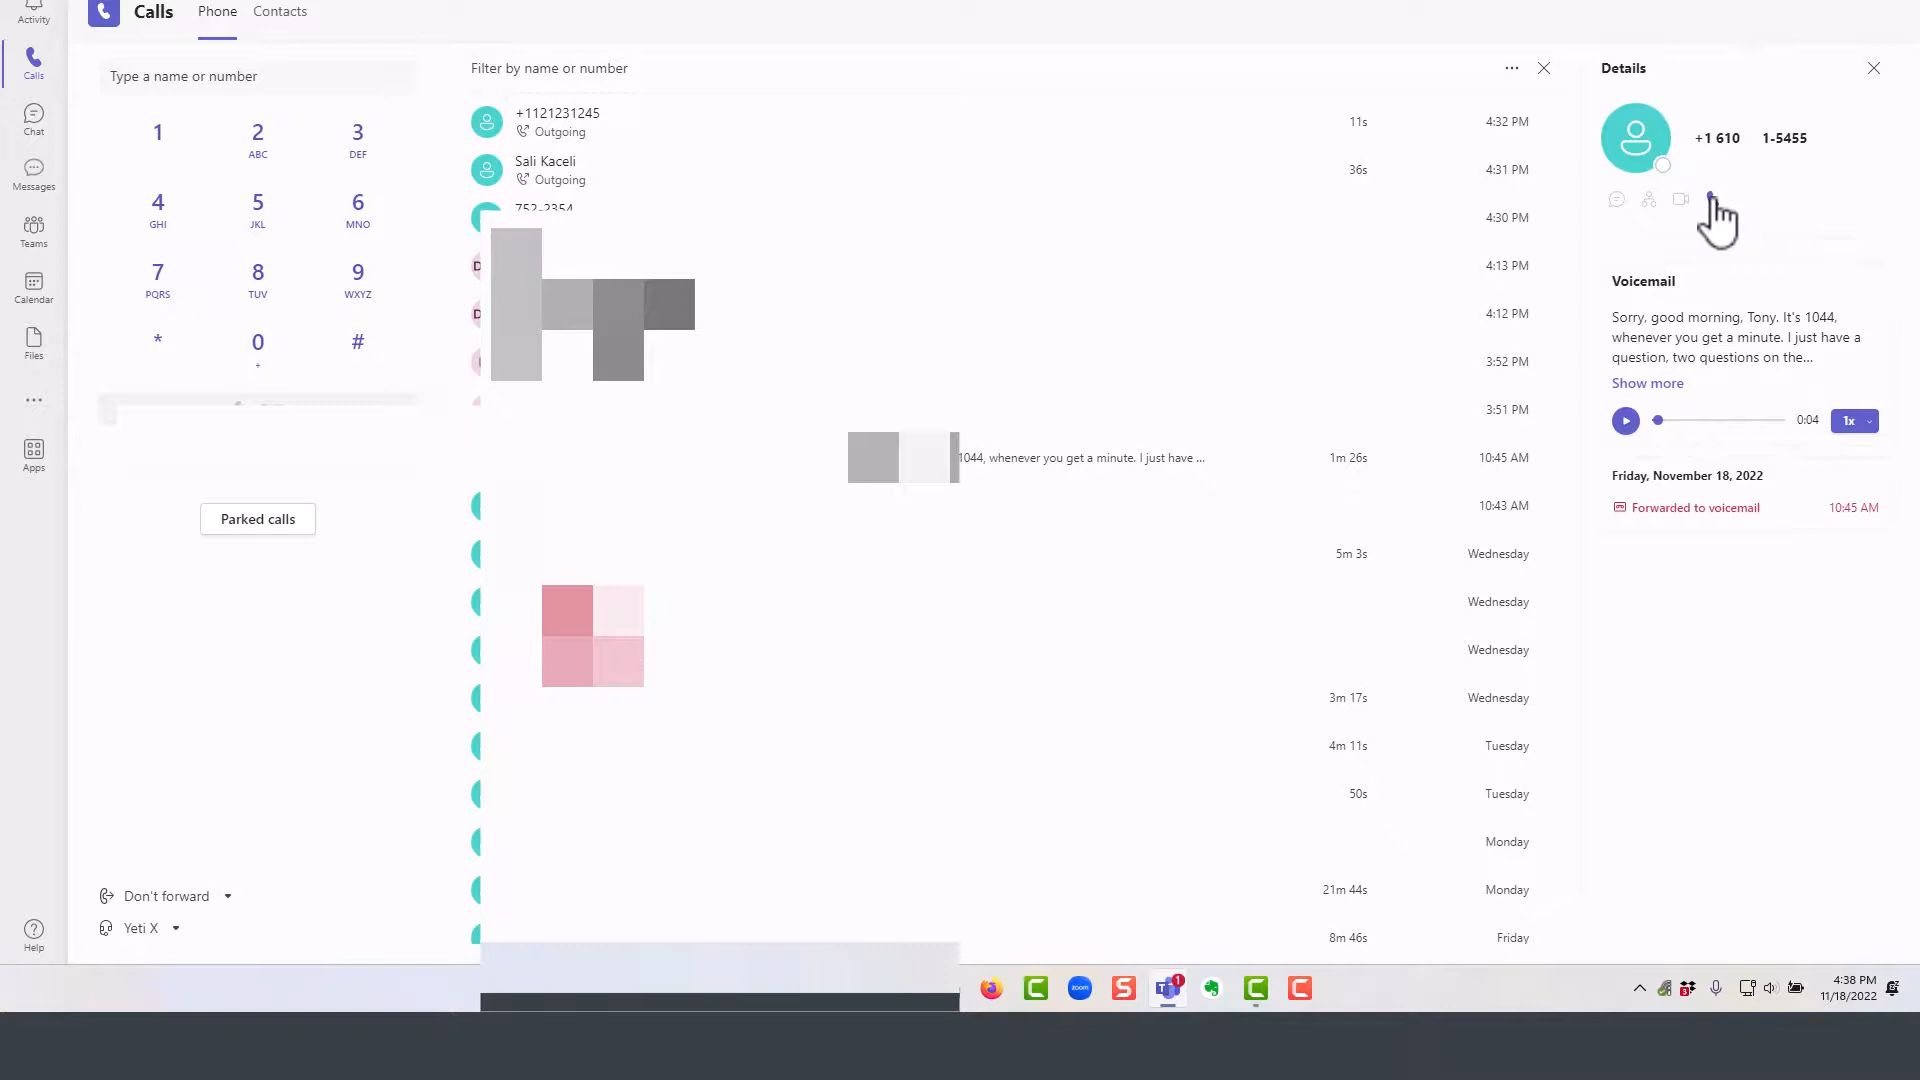 Activity
Calls
Chat
Messages
Teams
Calendar
Files
Apps
Help
Calls
Phone
Contacts
Type a name or number
1
2
ABC
3
DEF
4
GHI
5
JKL
6
MNO
7
PQRS
8
TUV
9
WXYZ
*
0
+
#
Parked calls
Don't forward
Yeti X
Filter by name or number
+1121231245
Outgoing
11s
4:32 PM
Sali Kaceli
Outgoing
36s
4:31 PM
752-2354
4:30 PM
4:13 PM
4:12 PM
3:52 PM
3:51 PM
1044, whenever you get a minute. I just have ...
1m 26s
10:45 AM
10:43 AM
5m 3s
Wednesday
Wednesday
Wednesday
3m 17s
Wednesday
4m 11s
Tuesday
50s
Tuesday
Monday
21m 44s
Monday
8m 46s
Friday
Details
+1 610 1-5455
Voicemail
Sorry, good morning, Tony. It's 1044,
whenever you get a minute. I just have a
question, two questions on the...
Show more
0:04
1x
Friday, November 18, 2022
Forwarded to voicemail
10:45 AM
zoom
1
3
4:38 PM
11/18/2022